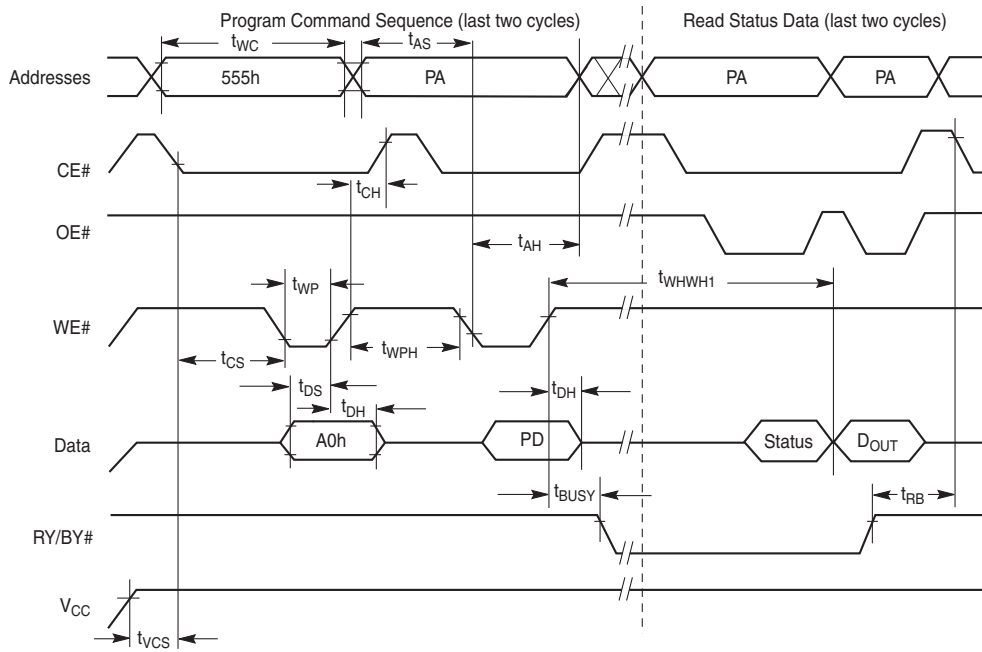 Program Command Sequence (last two cycles) Read Status Data (last two cycles)
tWC tAS
Addresses 555h PA PA PA
CE#
tCH
OE#
tAH
tWP tWHWH1
WE#
tCS tWPH
tDS tDH tDH
Data A0h PD Status DOUT
tBUSY tRB
RY/BY#
VCC
tVCS